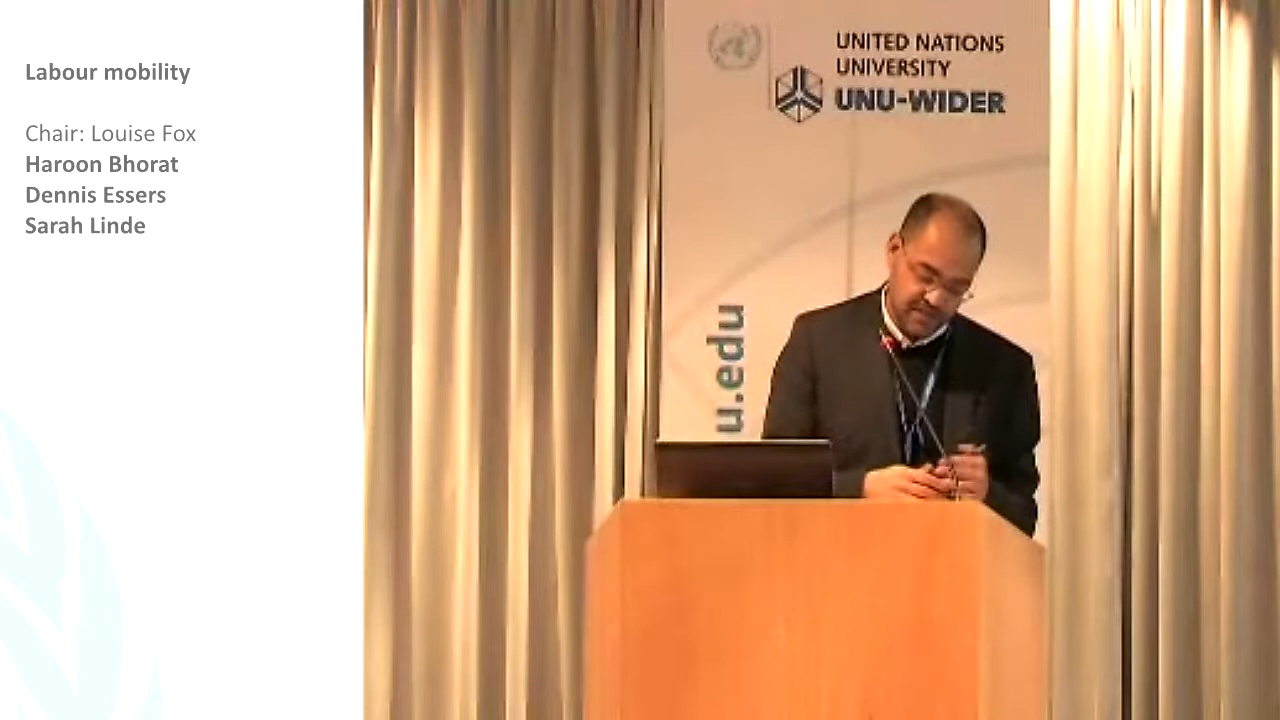 Labour mobility
Chair: Louise Fox
Haroon Bhorat
Dennis Essers
Sarah Linde
UNITED NATIONS
UNIVERSITY
UNU-WIDER
u.edu